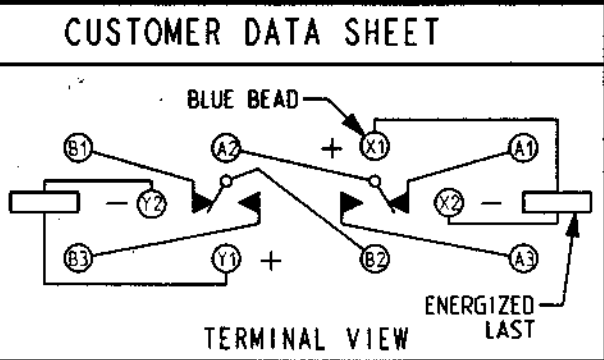 CUSTOMER DATA SHEET
BLUE BEAD
B1 A2 + X1 A1
- Y2 X2 -
B3 Y1 + B2 A3
ENERGIZED
LAST
TERMINAL VIEW